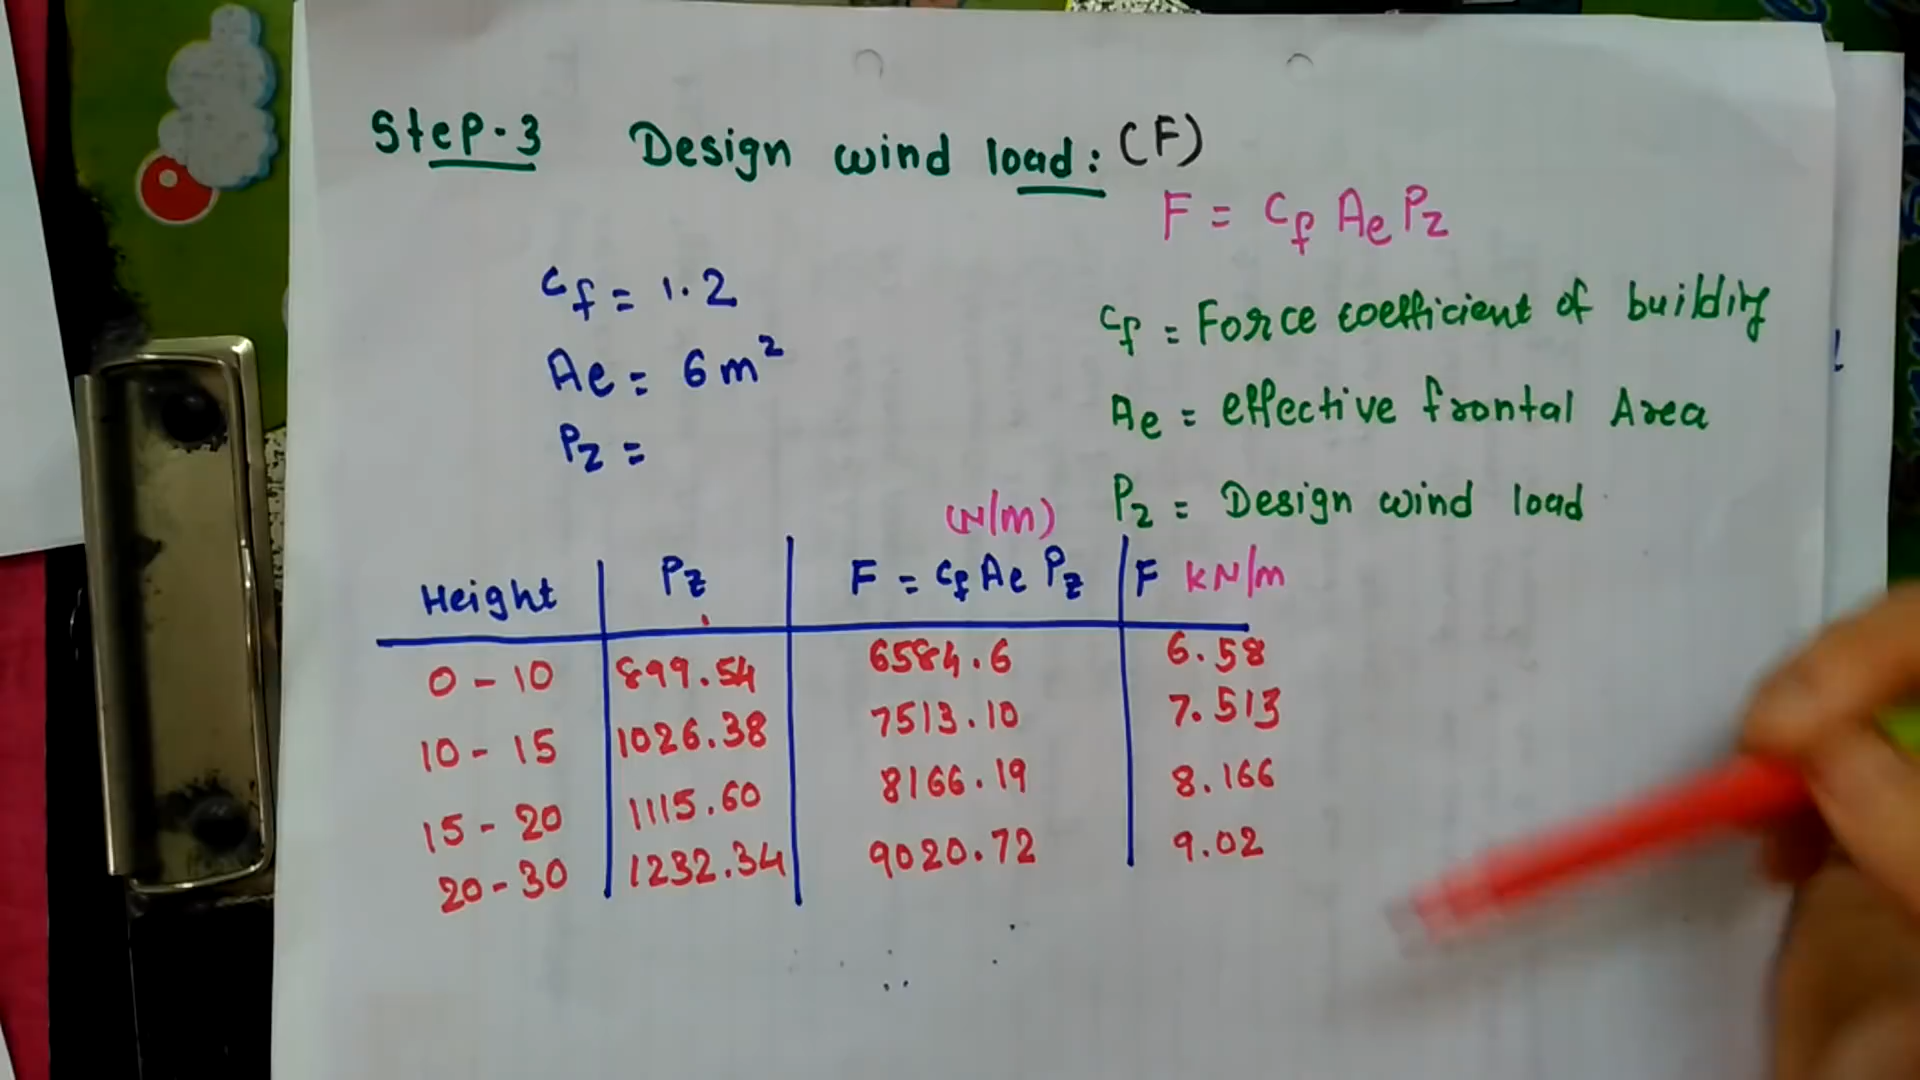 Step-3 Design wind load: (F)
F = Cf Ae Pz
Cf = 1.2
Ae = 6m²
Pz =
Cf = Force coefficient of building
Ae = effective frontal Area
Pz = Design wind load
(N/m)
Height Pz F = Cf Ae Pz F kN/m
0-10 899.54 6584.6 6.58
10-15 1026.38 7513.10 7.513
15-20 1115.60 8166.19 8.166
20-30 1232.34 9020.72 9.02